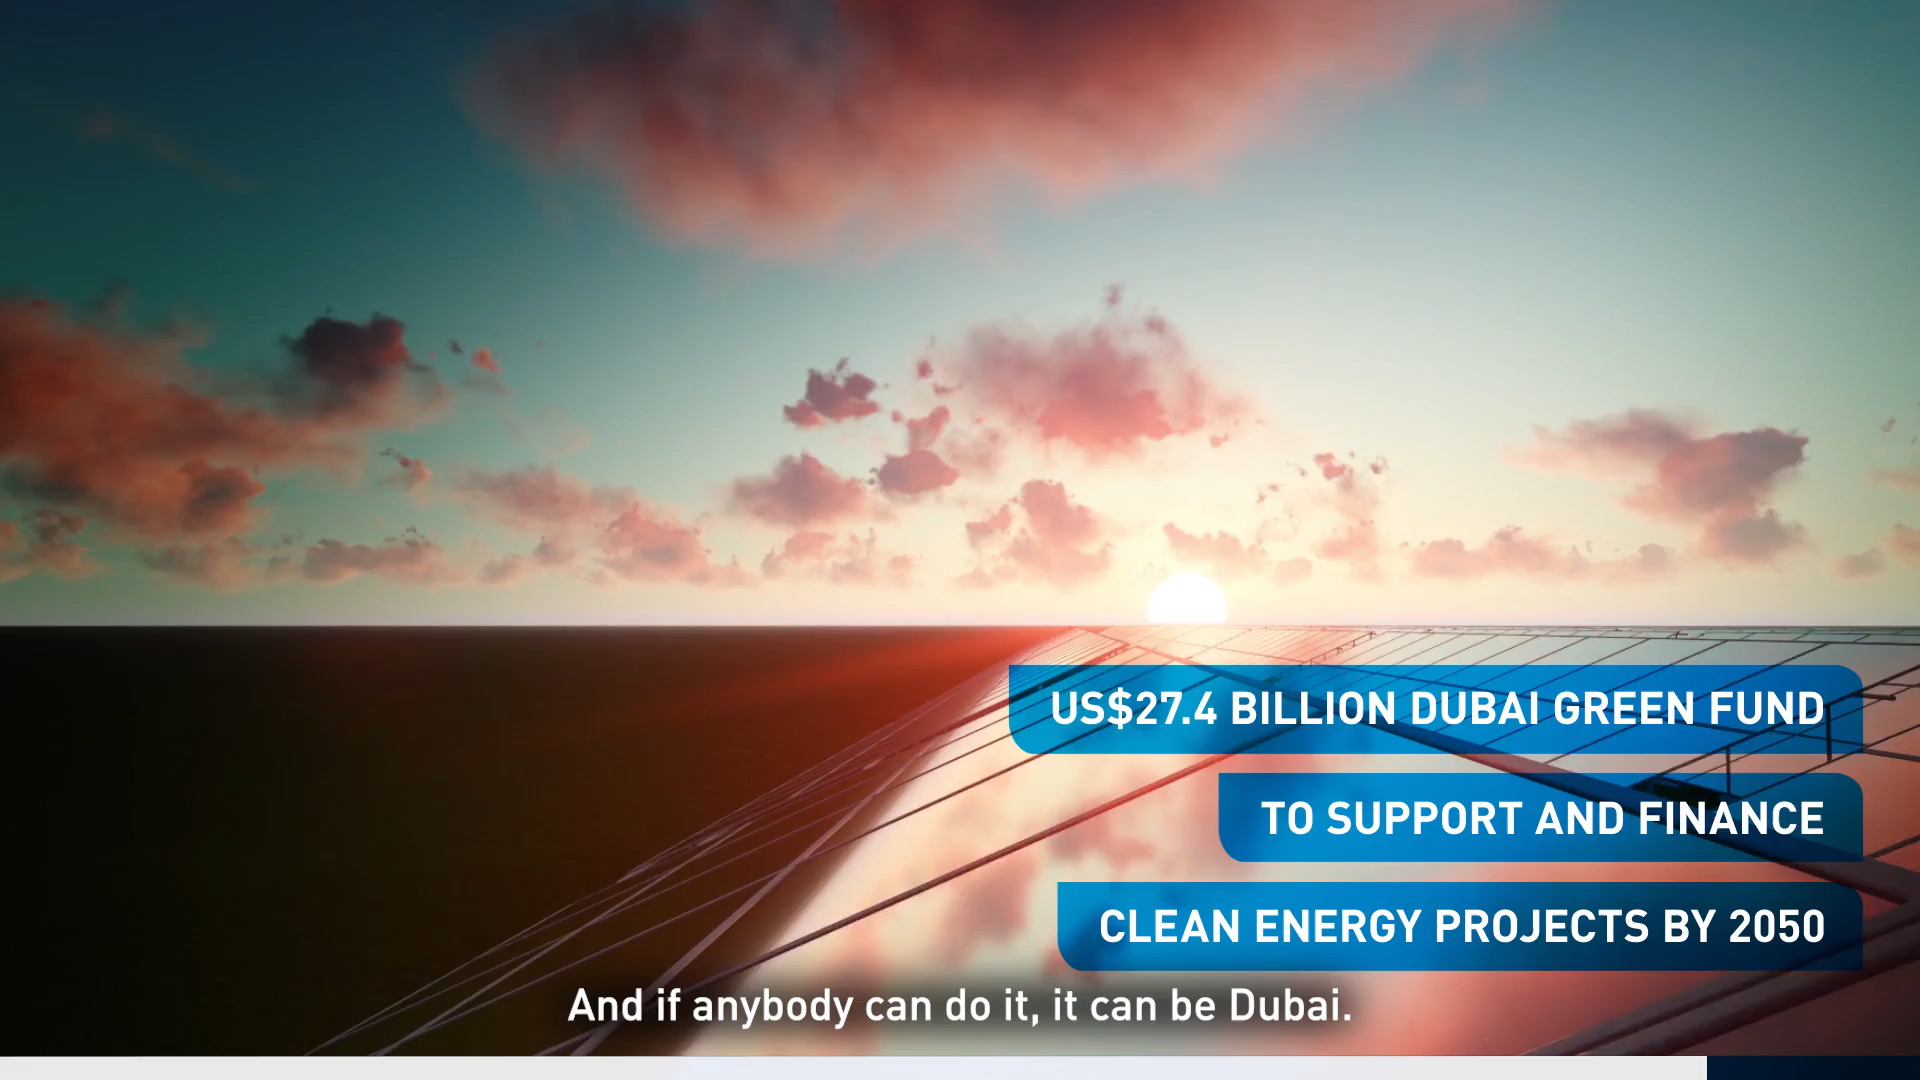 US$27.4 BILLION DUBAI GREEN FUND
TO SUPPORT AND FINANCE
CLEAN ENERGY PROJECTS BY 2050
And if anybody can do it, it can be Dubai.